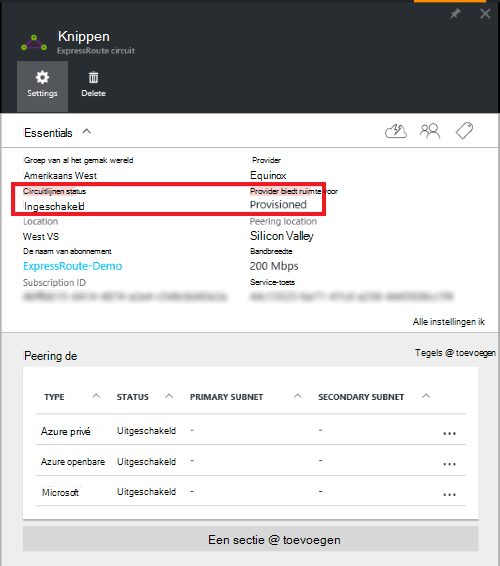 Knippen
ExpressRoute circuit
Settings
Delete
Essentials
Groep van al het gemak wereld
Provider
Amerikaans West
Equinox
Circuitlijnen status
Provider biedt ruimte voor
Ingeschakeld
Provisioned
Location
Peering location
West VS
Silicon Valley
De naam van abonnement
Bandbreedte
ExpressRoute-Demo
200 Mbps
Subscription ID
Service-toets
Alle instellingen ik
Peering de
Tegels @ toevoegen
TYPE STATUS PRIMARY SUBNET SECONDARY SUBNET
Azure privé Uitgeschakeld - - ...
Azure openbare Uitgeschakeld - - ...
Microsoft Uitgeschakeld - - ...
Een sectie @ toevoegen